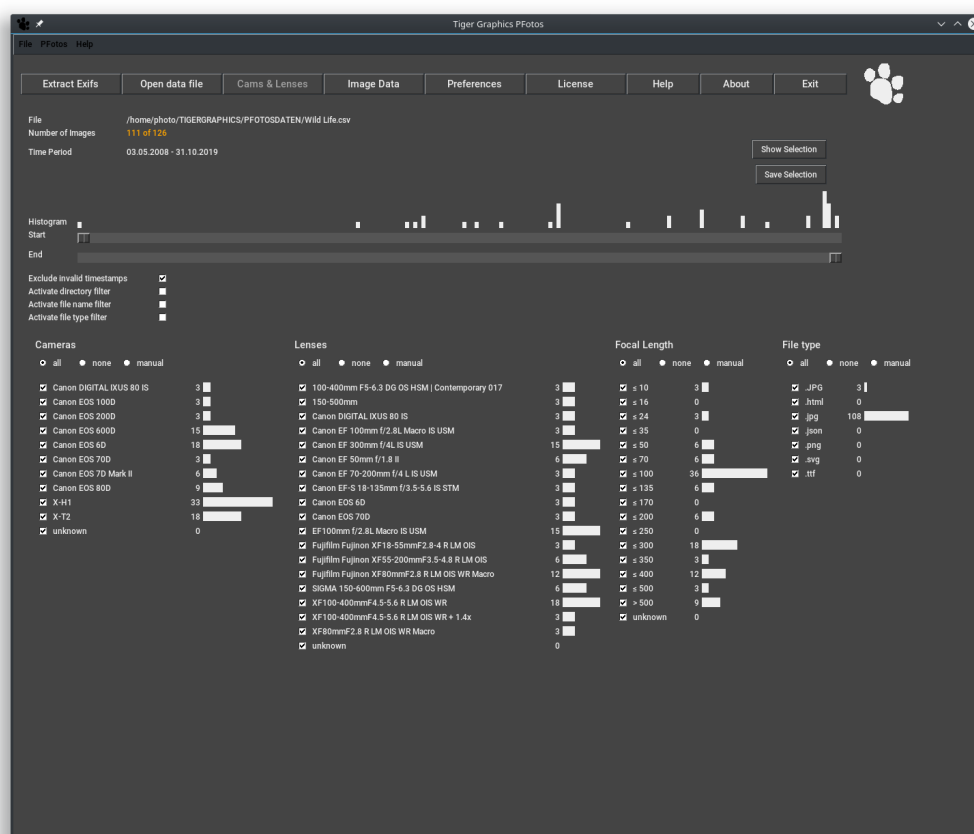 Tiger Graphics PFotos
File PFotos Help
Extract Exifs Open data file Cams & Lenses Image Data Preferences License Help About Exit
File /home/photo/TIGERGRAPHICS/PFOTOSDATEN/Wild Life.csv
Number of Images 111 of 126
Time Period 03.05.2008 - 31.10.2019
Show Selection
Save Selection
Histogram
Start
End
Exclude invalid timestamps
Activate directory filter
Activate file name filter
Activate file type filter
Cameras Lenses Focal Length File type
all none manual all none manual all none manual all none manual
Canon DIGITAL IXUS 80 IS 3 100-400mm F5-6.3 DG OS HSM | Contemporary 017 3 ≤ 10 3 .JPG 3
Canon EOS 100D 3 150-500mm 3 ≤ 16 0 .html 0
Canon EOS 200D 3 Canon DIGITAL IXUS 80 IS 3 ≤ 24 3 .jpg 108
Canon EOS 600D 15 Canon EF 100mm f/2.8L Macro IS USM 3 ≤ 35 0 .json 0
Canon EOS 6D 18 Canon EF 300mm f/4L IS USM 15 ≤ 50 6 .png 0
Canon EOS 70D 3 Canon EF 50mm f/1.8 II 6 ≤ 70 6 .svg 0
Canon EOS 7D Mark II 6 Canon EF 70-200mm f/4 L IS USM 3 ≤ 100 36 .ttf 0
Canon EOS 80D 9 Canon EF-S 18-135mm f/3.5-5.6 IS STM 3 ≤ 135 6
X-H1 33 Canon EOS 6D 3 ≤ 170 0
X-T2 18 Canon EOS 70D 3 ≤ 200 6
unknown 0 EF100mm f/2.8L Macro IS USM 15 ≤ 250 0
Fujifilm Fujinon XF18-55mmF2.8-4 R LM OIS 3 ≤ 300 18
Fujifilm Fujinon XF55-200mmF3.5-4.8 R LM OIS 6 ≤ 350 3
Fujifilm Fujinon XF80mmF2.8 R LM OIS WR Macro 12 ≤ 400 12
SIGMA 150-600mm F5-6.3 DG OS HSM 6 ≤ 500 3
XF100-400mmF4.5-5.6 R LM OIS WR 18 > 500 9
XF100-400mmF4.5-5.6 R LM OIS WR + 1.4x 3 unknown 0
XF80mmF2.8 R LM OIS WR Macro 3
unknown 0